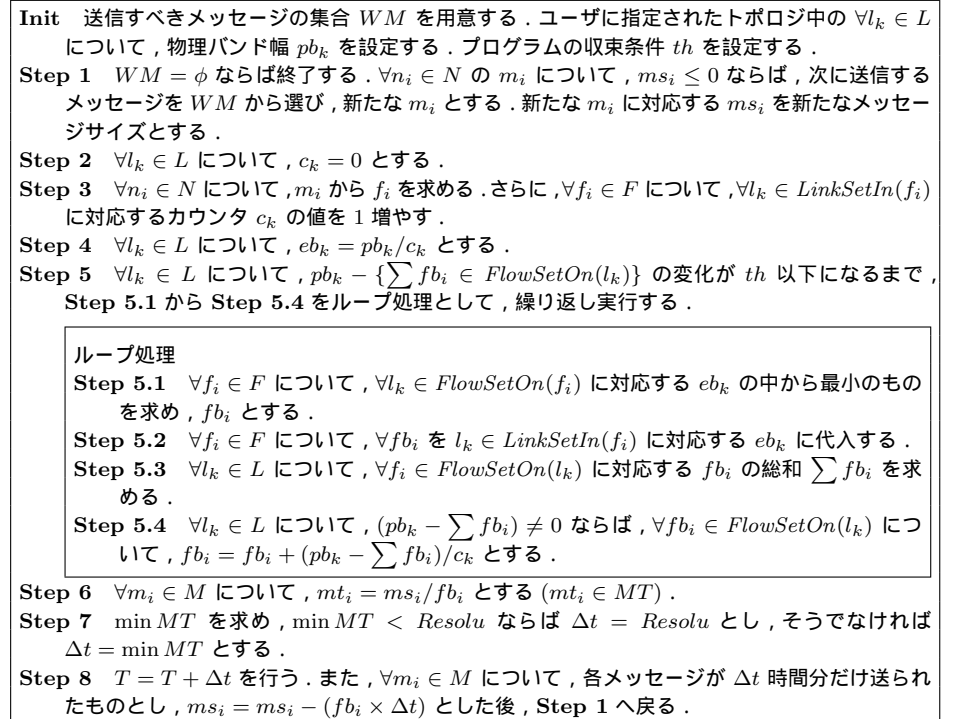 Init 送信すべきメッセージの集合 WM を用意する．ユーザに指定されたトポロジ中の ∀l_k ∈ L
について，物理バンド幅 pb_k を設定する．プログラムの収束条件 th を設定する．
Step 1 WM = φ ならば終了する．∀n_i ∈ N の m_i について，ms_i ≤ 0 ならば，次に送信する
メッセージを WM から選び，新たな m_i とする．新たな m_i に対応する ms_i を新たなメッセー
ジサイズとする．
Step 2 ∀l_k ∈ L について，c_k = 0 とする．
Step 3 ∀n_i ∈ N について，m_i から f_i を求める．さらに，∀f_i ∈ F について，∀l_k ∈ LinkSetIn(f_i)
に対応するカウンタ c_k の値を 1 増やす．
Step 4 ∀l_k ∈ L について，eb_k = pb_k/c_k とする．
Step 5 ∀l_k ∈ L について，pb_k − {∑ fb_i ∈ FlowSetOn(l_k)} の変化が th 以下になるまで，
Step 5.1 から Step 5.4 をループ処理として，繰り返し実行する．
ループ処理
Step 5.1 ∀f_i ∈ F について，∀l_k ∈ FlowSetOn(f_i) に対応する eb_k の中から最小のもの
を求め，fb_i とする．
Step 5.2 ∀f_i ∈ F について，∀fb_i を l_k ∈ LinkSetIn(f_i) に対応する eb_k に代入する．
Step 5.3 ∀l_k ∈ L について，∀f_i ∈ FlowSetOn(l_k) に対応する fb_i の総和 ∑ fb_i を求
める．
Step 5.4 ∀l_k ∈ L について，(pb_k − ∑ fb_i) ≠ 0 ならば，∀fb_i ∈ FlowSetOn(l_k) につ
いて，fb_i = fb_i + (pb_k − ∑ fb_i)/c_k とする．
Step 6 ∀m_i ∈ M について，mt_i = ms_i/fb_i とする (mt_i ∈ MT)．
Step 7 min MT を求め，min MT < Resolu ならば Δt = Resolu とし，そうでなければ
Δt = min MT とする．
Step 8 T = T + Δt を行う．また，∀m_i ∈ M について，各メッセージが Δt 時間分だけ送られ
たものとし，ms_i = ms_i − (fb_i × Δt) とした後，Step 1 へ戻る．